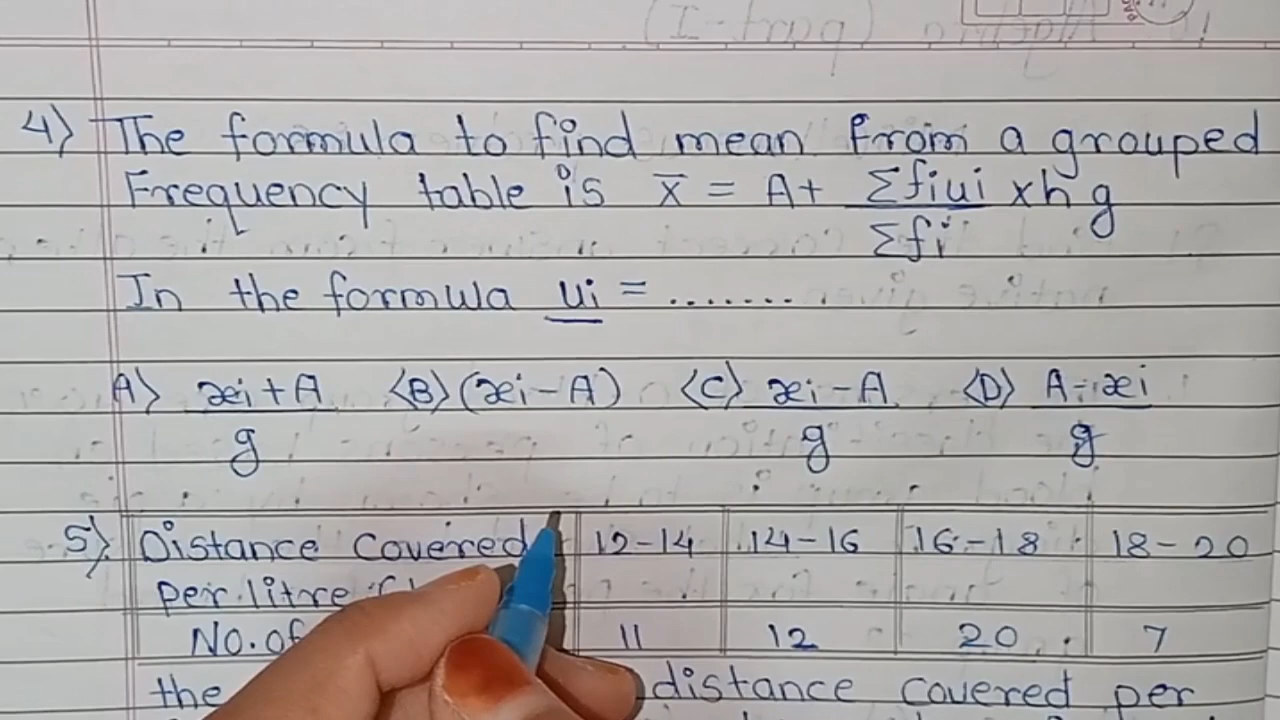 4) The formula to find mean from a grouped
Frequency table is x̄ = A+ Σfiui/Σfi xh g
In the formula ui = .......
A) xi + A/g (B) (xi - A) (C) xi - A/g (D) A - xi/g
5) Distance covered 12-14 14-16 16-18 18-20
per litre
No. of 11 12 20 7
the distance covered per